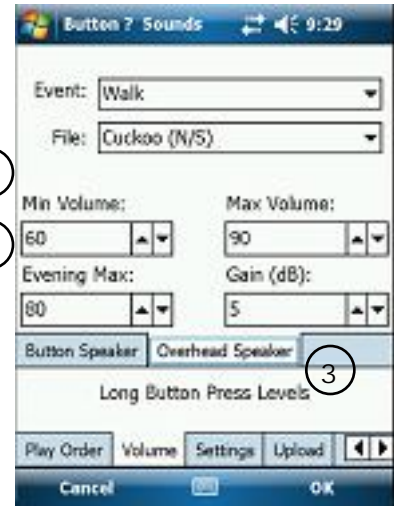 Button ? Sounds 9:29
Event: Walk
File: Cuckoo (N/S)
Min Volume: Max Volume:
60 90
Evening Max: Gain (dB):
80 5
Button Speaker Overhead Speaker
3
Long Button Press Levels
Play Order Volume Settings Upload
Cancel OK